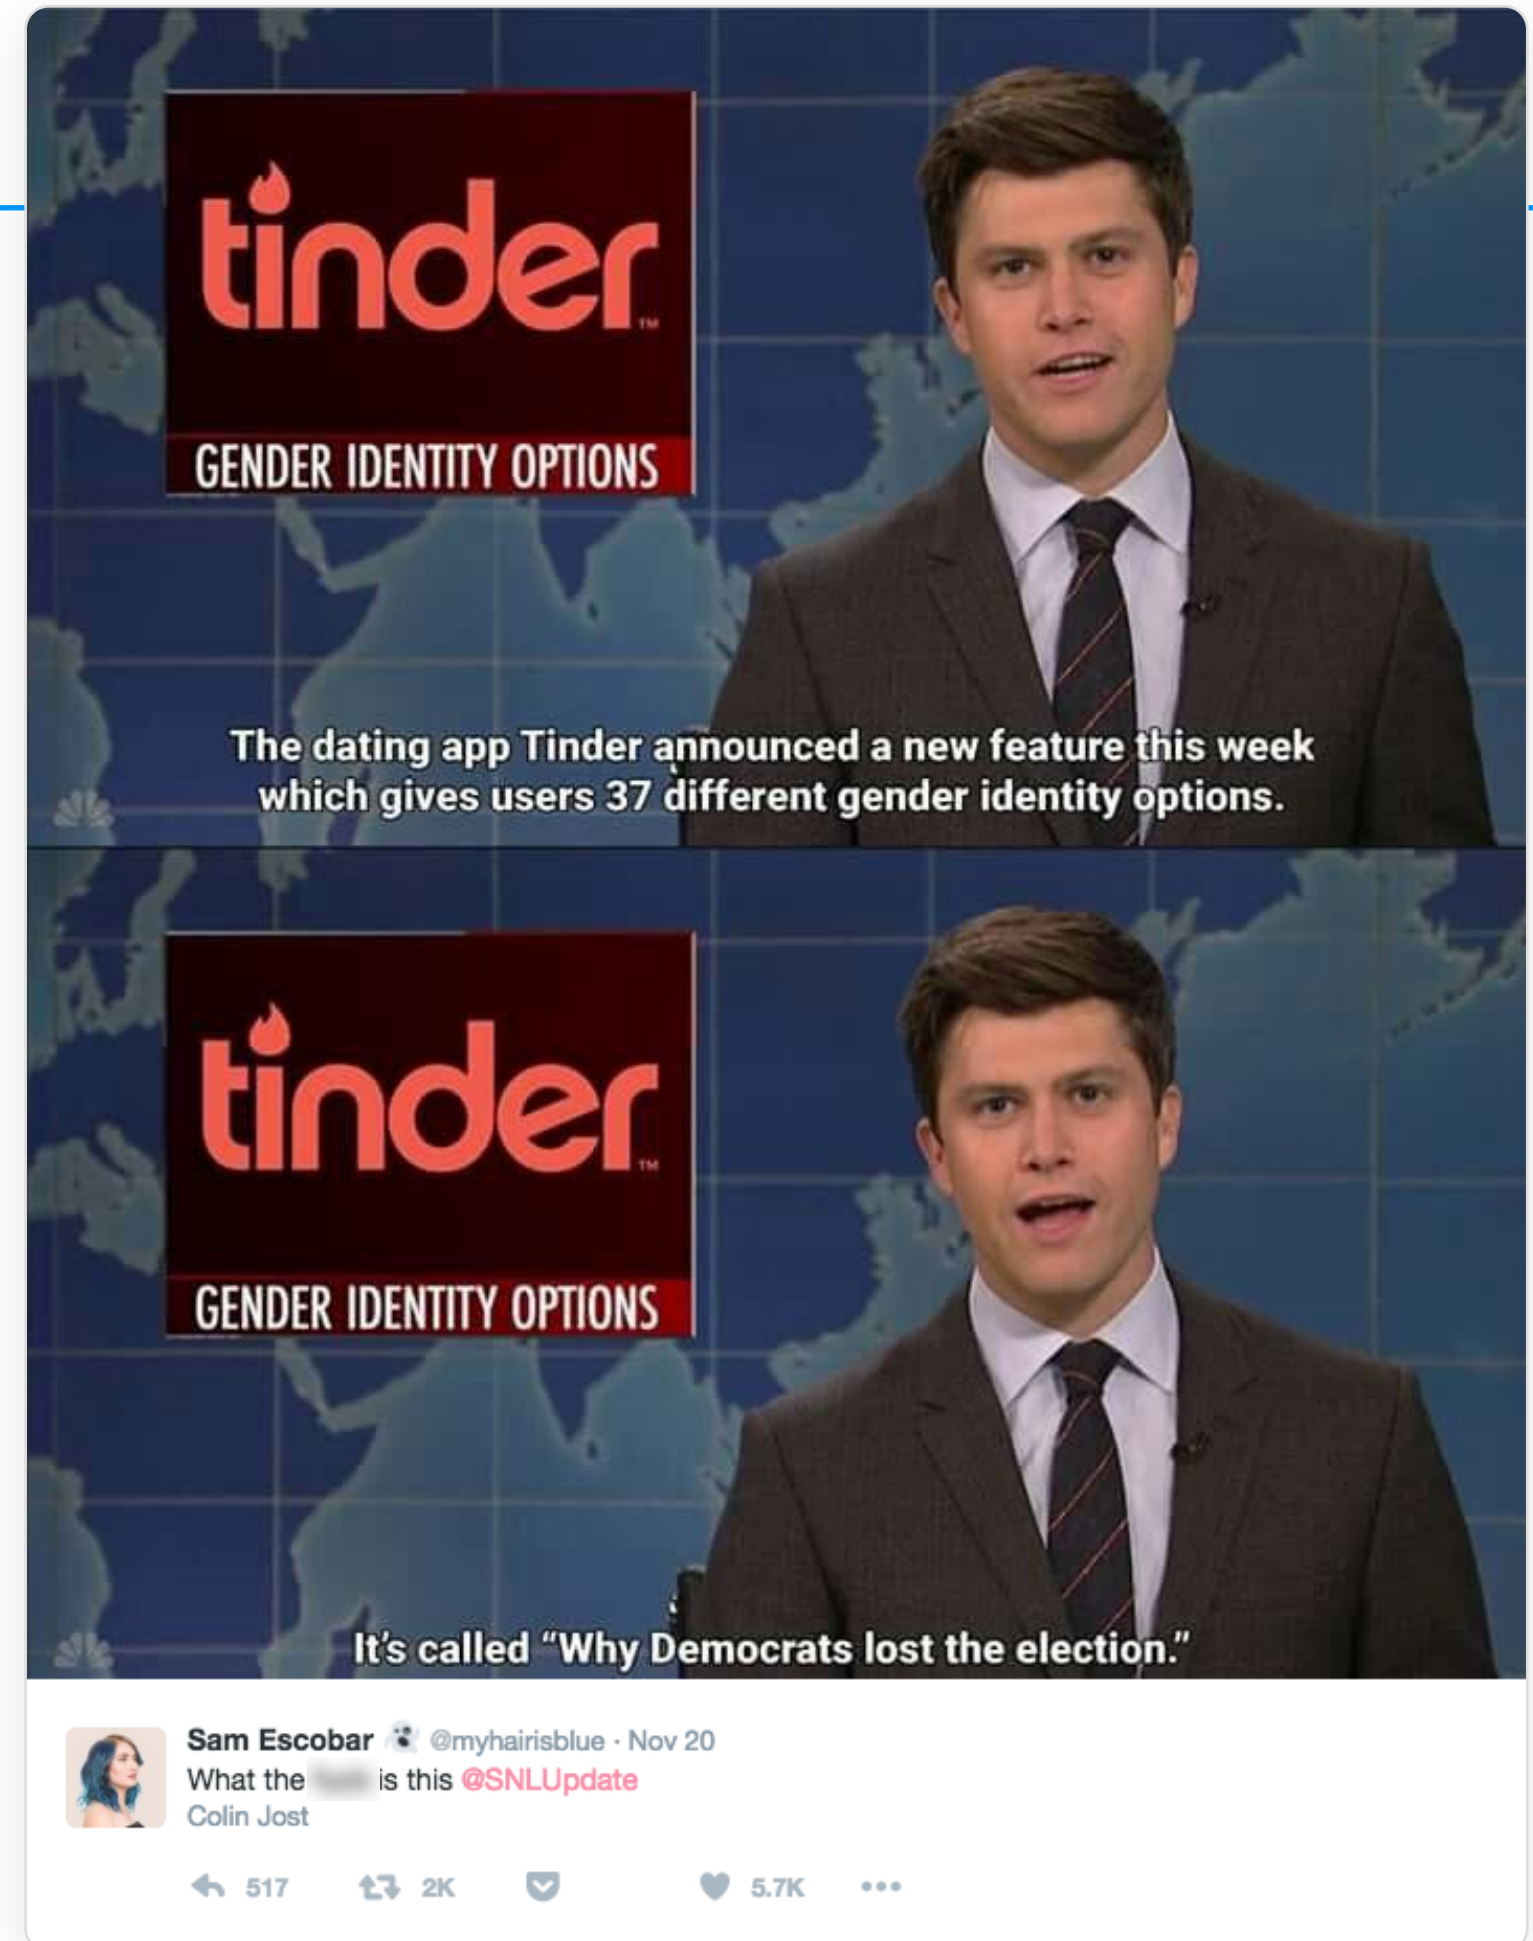 tinder
TM
GENDER IDENTITY OPTIONS
The dating app Tinder announced a new feature this week
which gives users 37 different gender identity options.
tinder
TM
GENDER IDENTITY OPTIONS
It's called “Why Democrats lost the election.”
Sam Escobar @myhairisblue · Nov 20
What the is this @SNLUpdate
Colin Jost
517 2K 5.7K